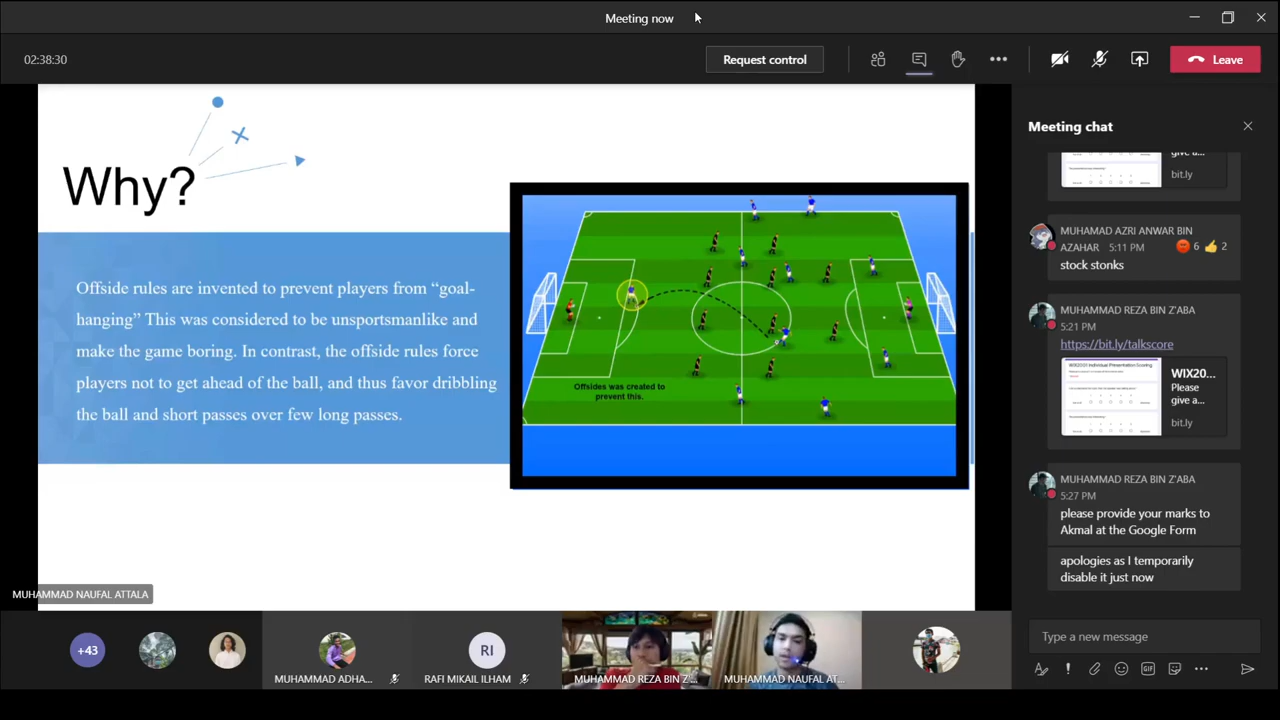 Meeting now
02:38:30
Request control
Leave
Why?
Offside rules are invented to prevent players from “goal-
hanging” This was considered to be unsportsmanlike and
make the game boring. In contrast, the offside rules force
players not to get ahead of the ball, and thus favor dribbling
the ball and short passes over few long passes.
Offsides was created to
prevent this.
MUHAMMAD NAUFAL ATTALA
+43
MUHAMMAD ADHA...
RI
RAFI MIKAIL ILHAM
MUHAMMAD REZA BIN Z'...
MUHAMMAD NAUFAL AT...
Meeting chat
give a...
bit.ly
MUHAMAD AZRI ANWAR BIN
AZAHAR 5:11 PM 6 2
stock stonks
MUHAMMAD REZA BIN Z'ABA
5:21 PM
https://bit.ly/talkscore
WIX2001 Individual Presentation Scoring
WIX20...
Please
give a...
bit.ly
MUHAMMAD REZA BIN Z'ABA
5:27 PM
please provide your marks to
Akmal at the Google Form
apologies as I temporarily
disable it just now
Type a new message
GIF